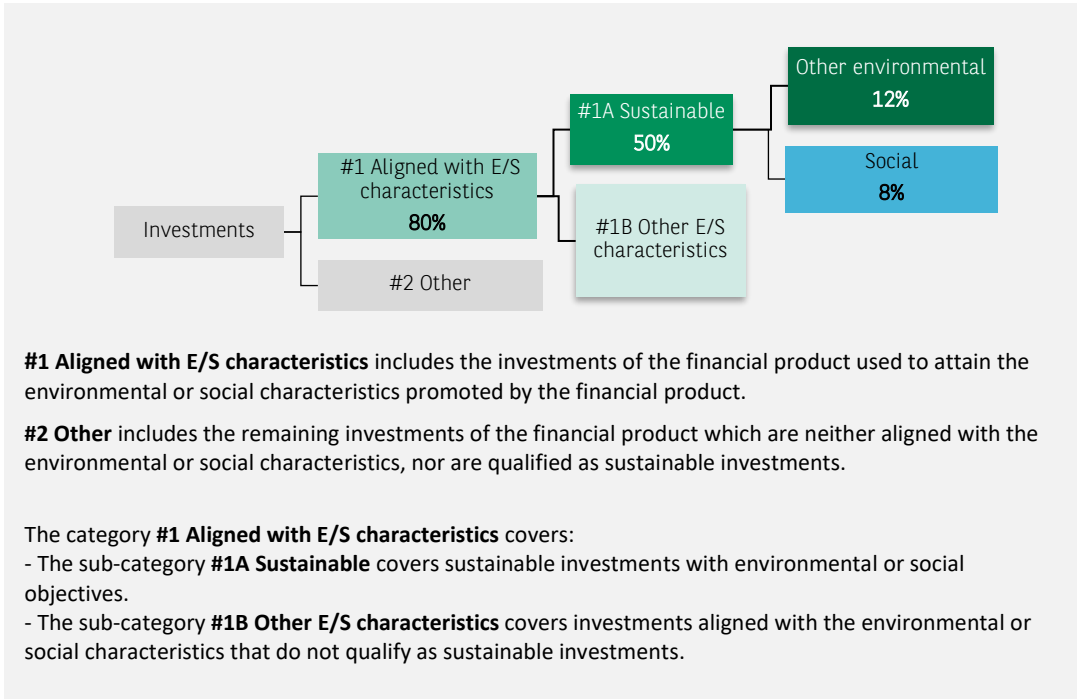 Other environmental
12%
#1A Sustainable
50%
Social
8%
#1 Aligned with E/S
characteristics
80%
Investments
#1B Other E/S
characteristics
#2 Other
#1 Aligned with E/S characteristics includes the investments of the financial product used to attain the
environmental or social characteristics promoted by the financial product.
#2 Other includes the remaining investments of the financial product which are neither aligned with the
environmental or social characteristics, nor are qualified as sustainable investments.
The category #1 Aligned with E/S characteristics covers:
- The sub-category #1A Sustainable covers sustainable investments with environmental or social
objectives.
- The sub-category #1B Other E/S characteristics covers investments aligned with the environmental or
social characteristics that do not qualify as sustainable investments.